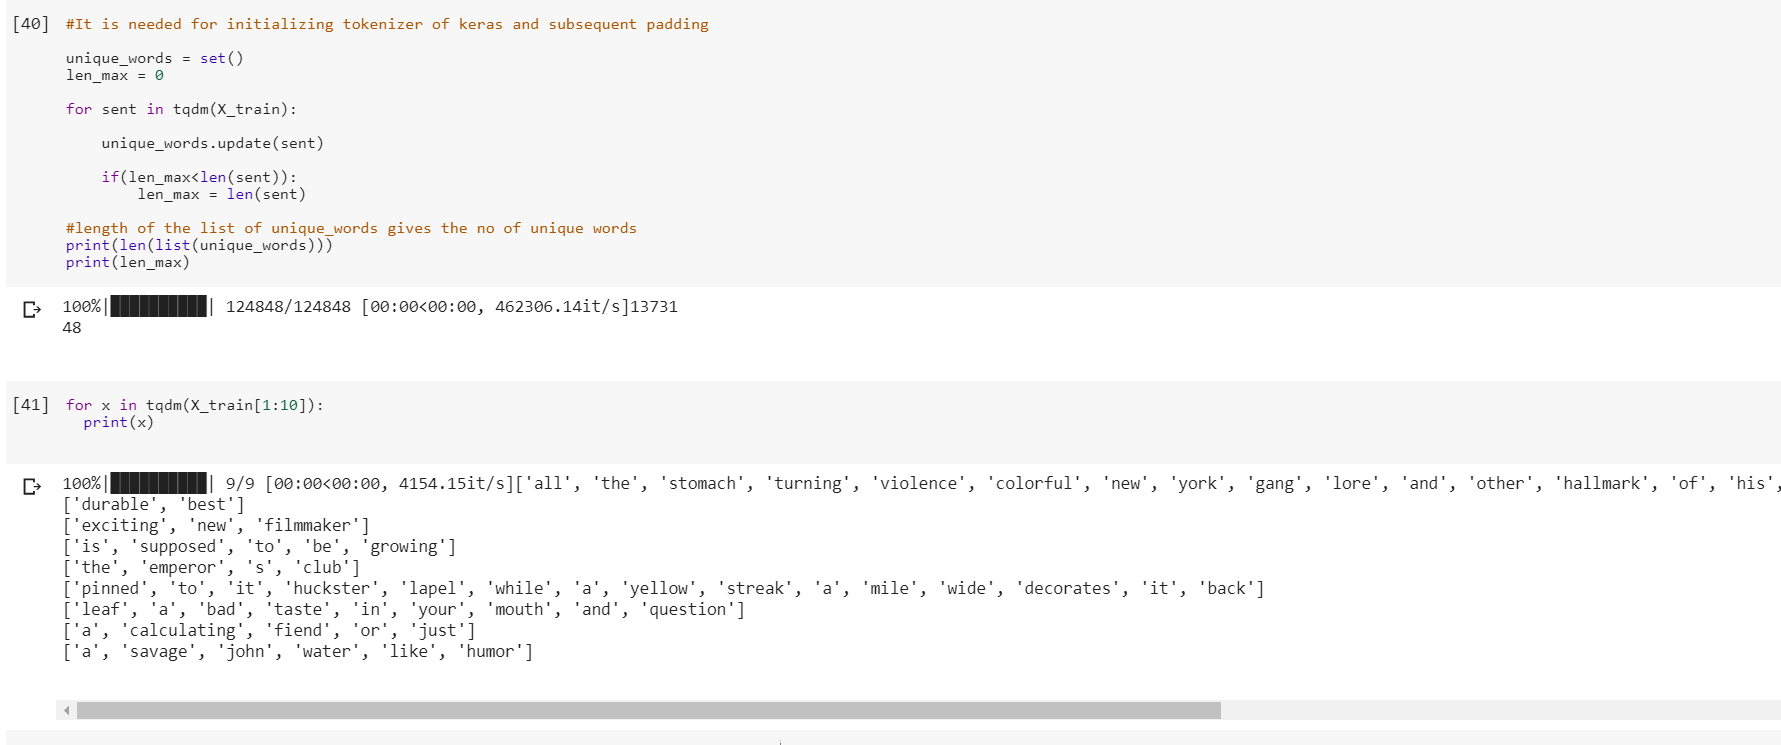 [40] #It is needed for initializing tokenizer of keras and subsequent padding
unique_words = set()
len_max = 0
for sent in tqdm(X_train):
unique_words.update(sent)
if(len_max<len(sent)):
len_max = len(sent)
#length of the list of unique_words gives the no of unique words
print(len(list(unique_words)))
print(len_max)
100%|██████████| 124848/124848 [00:00<00:00, 462306.14it/s]13731
48
[41] for x in tqdm(X_train[1:10]):
print(x)
100%|██████████| 9/9 [00:00<00:00, 4154.15it/s]['all', 'the', 'stomach', 'turning', 'violence', 'colorful', 'new', 'york', 'gang', 'lore', 'and', 'other', 'hallmark', 'of', 'his',
['durable', 'best']
['exciting', 'new', 'filmmaker']
['is', 'supposed', 'to', 'be', 'growing']
['the', 'emperor', 's', 'club']
['pinned', 'to', 'it', 'huckster', 'lapel', 'while', 'a', 'yellow', 'streak', 'a', 'mile', 'wide', 'decorates', 'it', 'back']
['leaf', 'a', 'bad', 'taste', 'in', 'your', 'mouth', 'and', 'question']
['a', 'calculating', 'fiend', 'or', 'just']
['a', 'savage', 'john', 'water', 'like', 'humor']